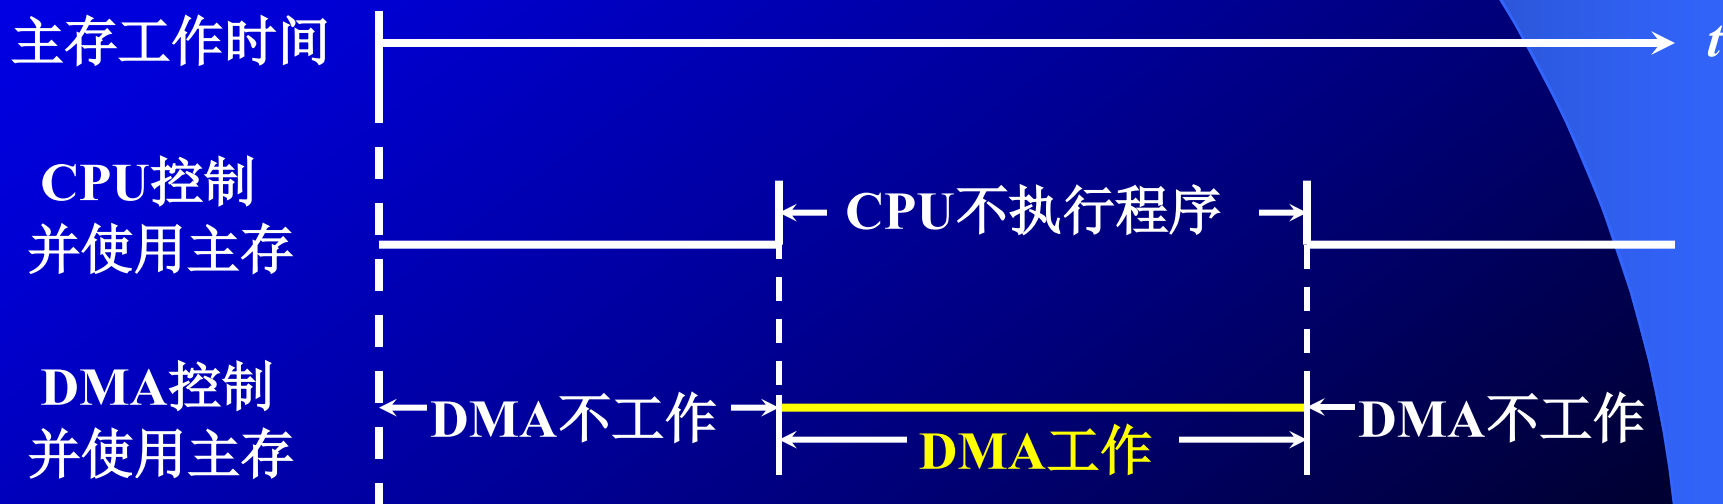 主存工作时间
t
CPU控制
并使用主存
CPU不执行程序
DMA控制
并使用主存
DMA不工作
DMA工作
DMA不工作